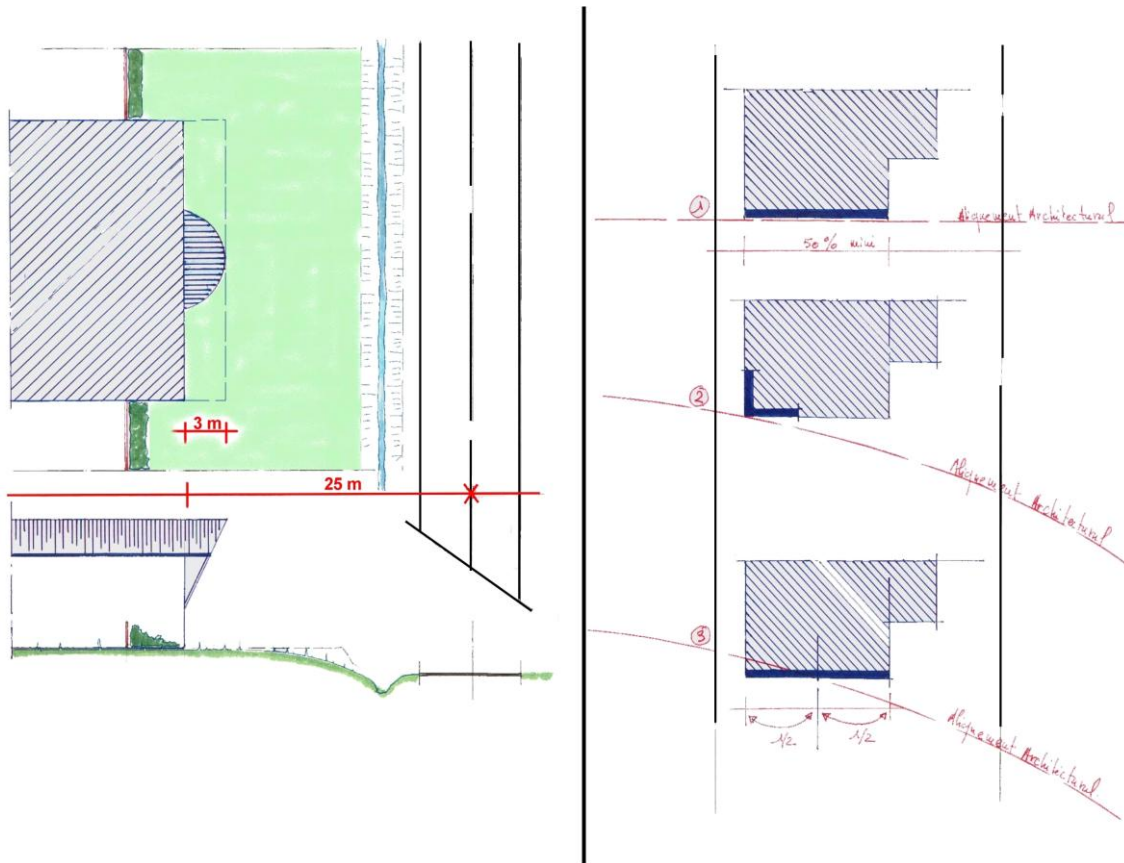 3 m
25 m
1
Alignement Architectural
50% mini
2
Alignement Architectural
3
Alignement Architectural.
1/2
1/2